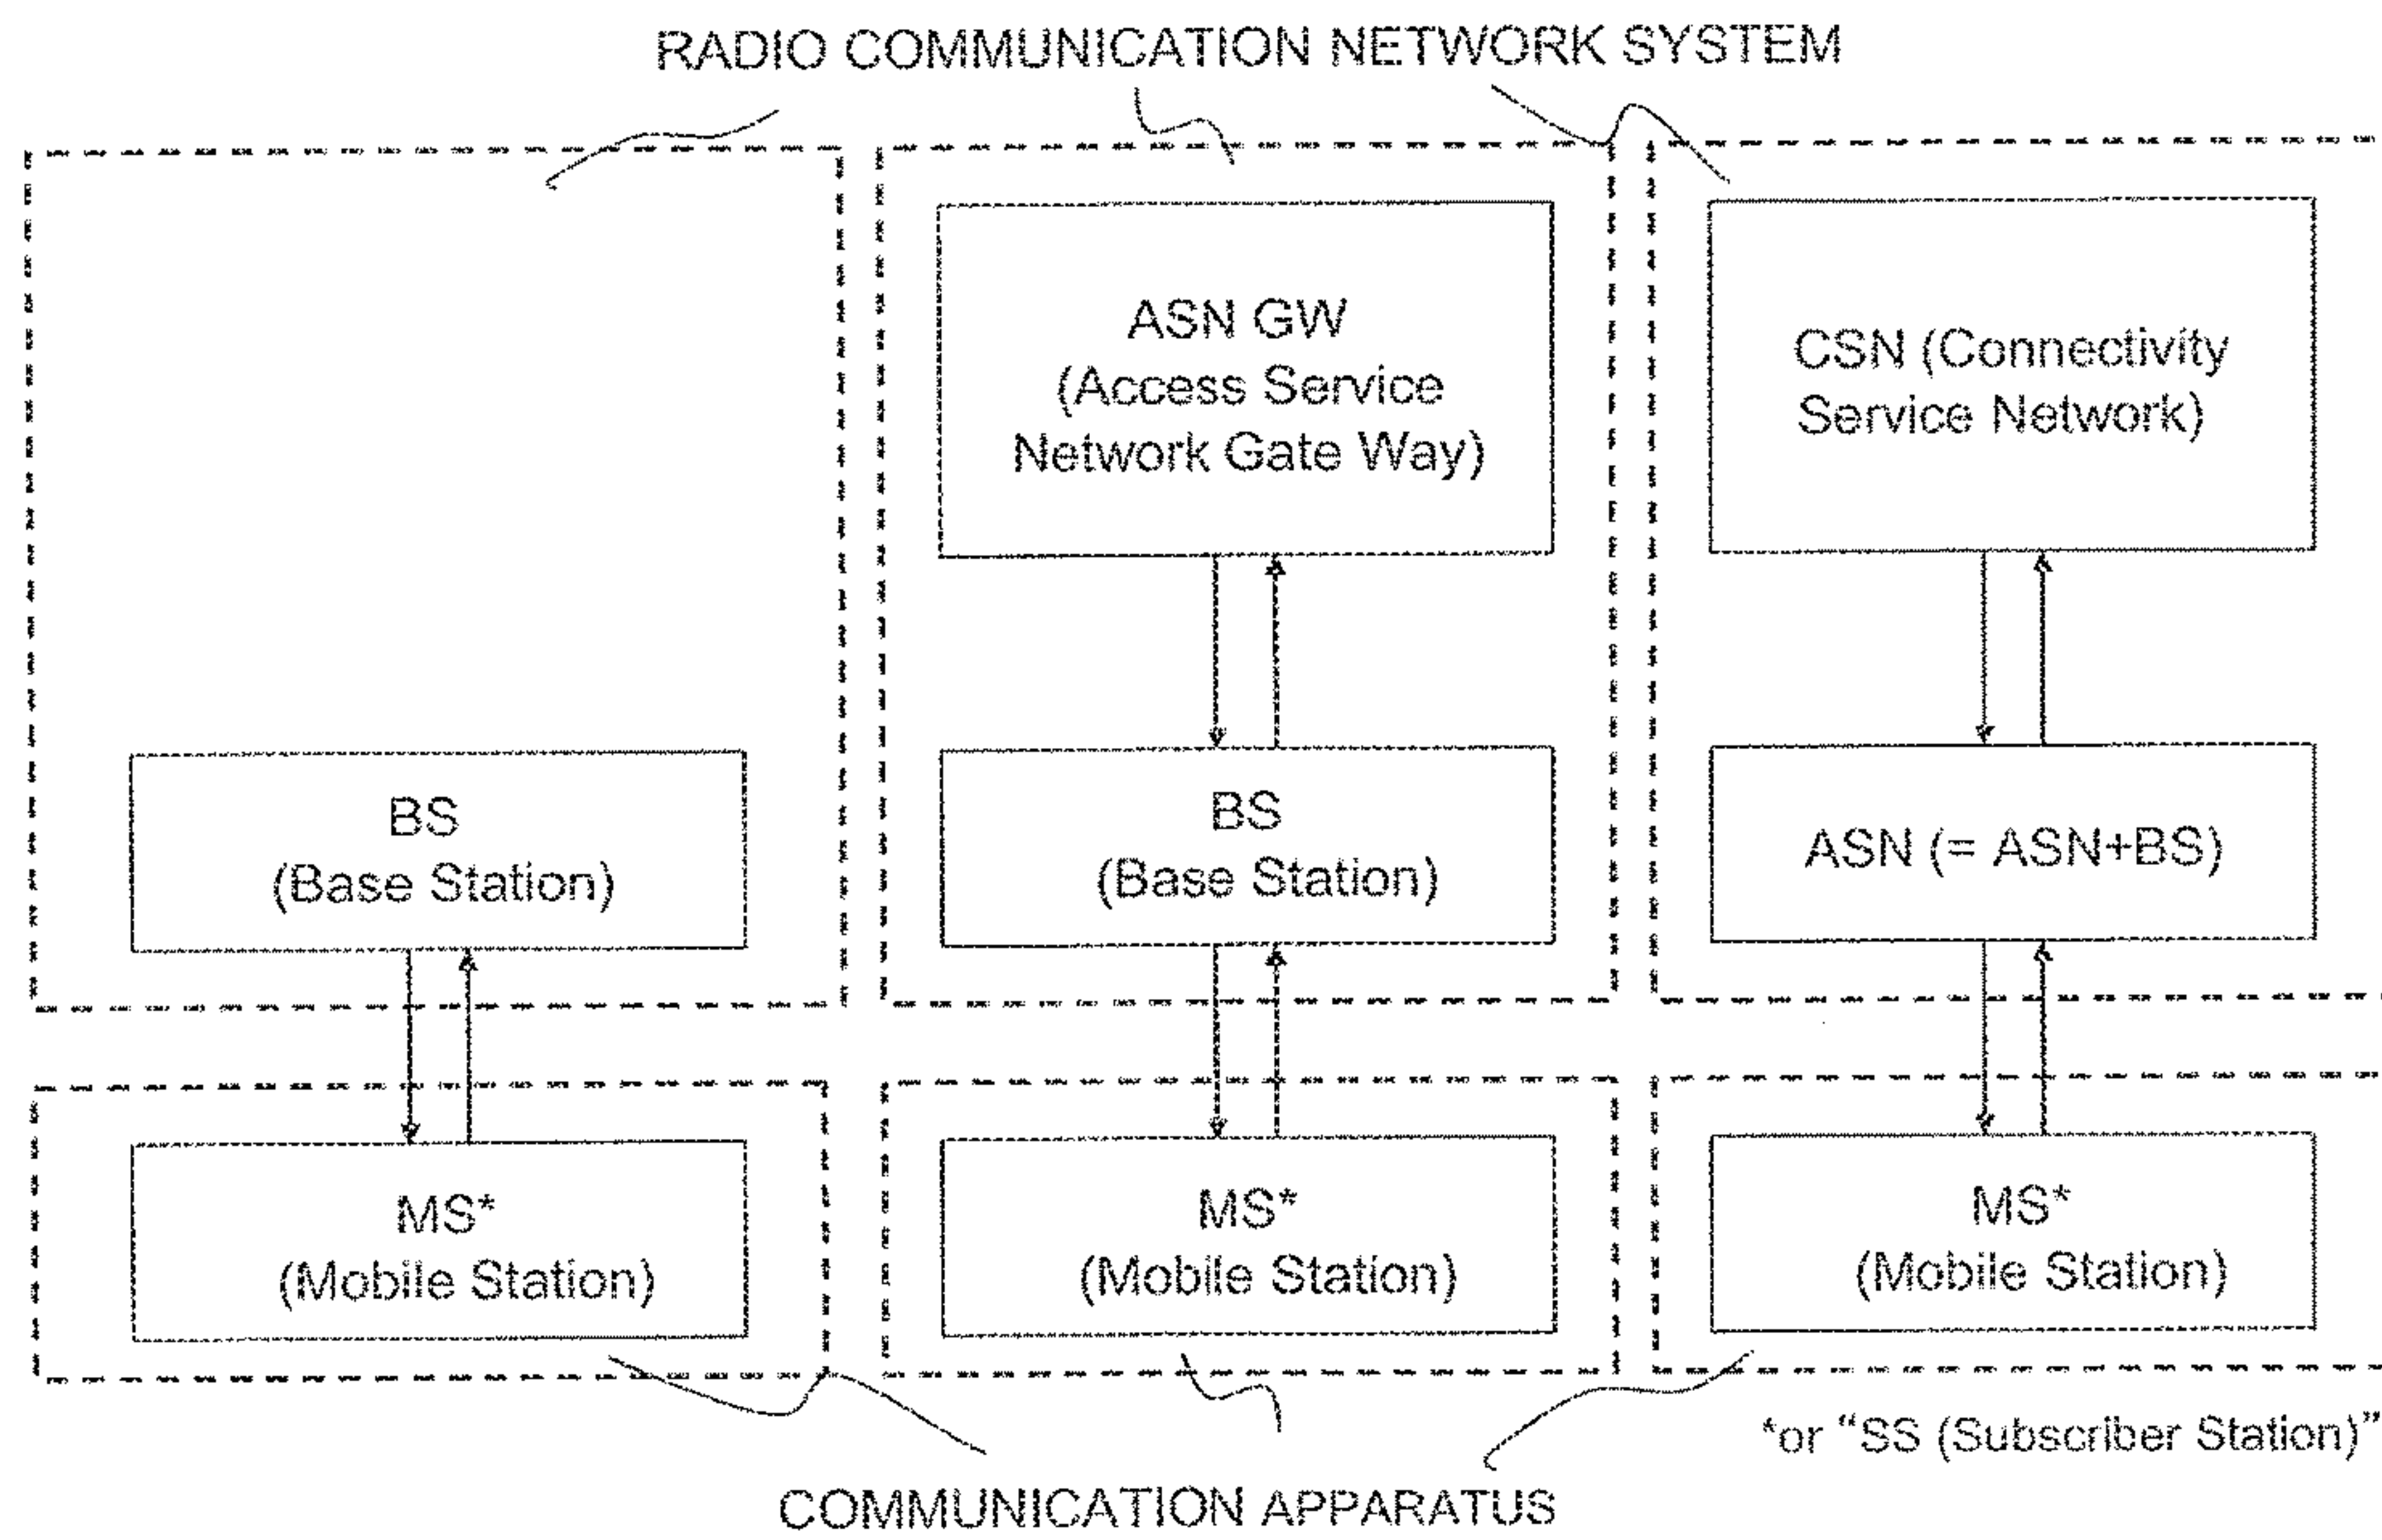 RADIO COMMUNICATION NETWORK SYSTEM
ASN GW
(Access Service
Network Gate Way)
CSN (Connectivity
Service Network)
BS
(Base Station)
BS
(Base Station)
ASN (= ASN+BS)
MS*
(Mobile Station)
MS*
(Mobile Station)
MS*
(Mobile Station)
*or “SS (Subscriber Station)”
COMMUNICATION APPARATUS